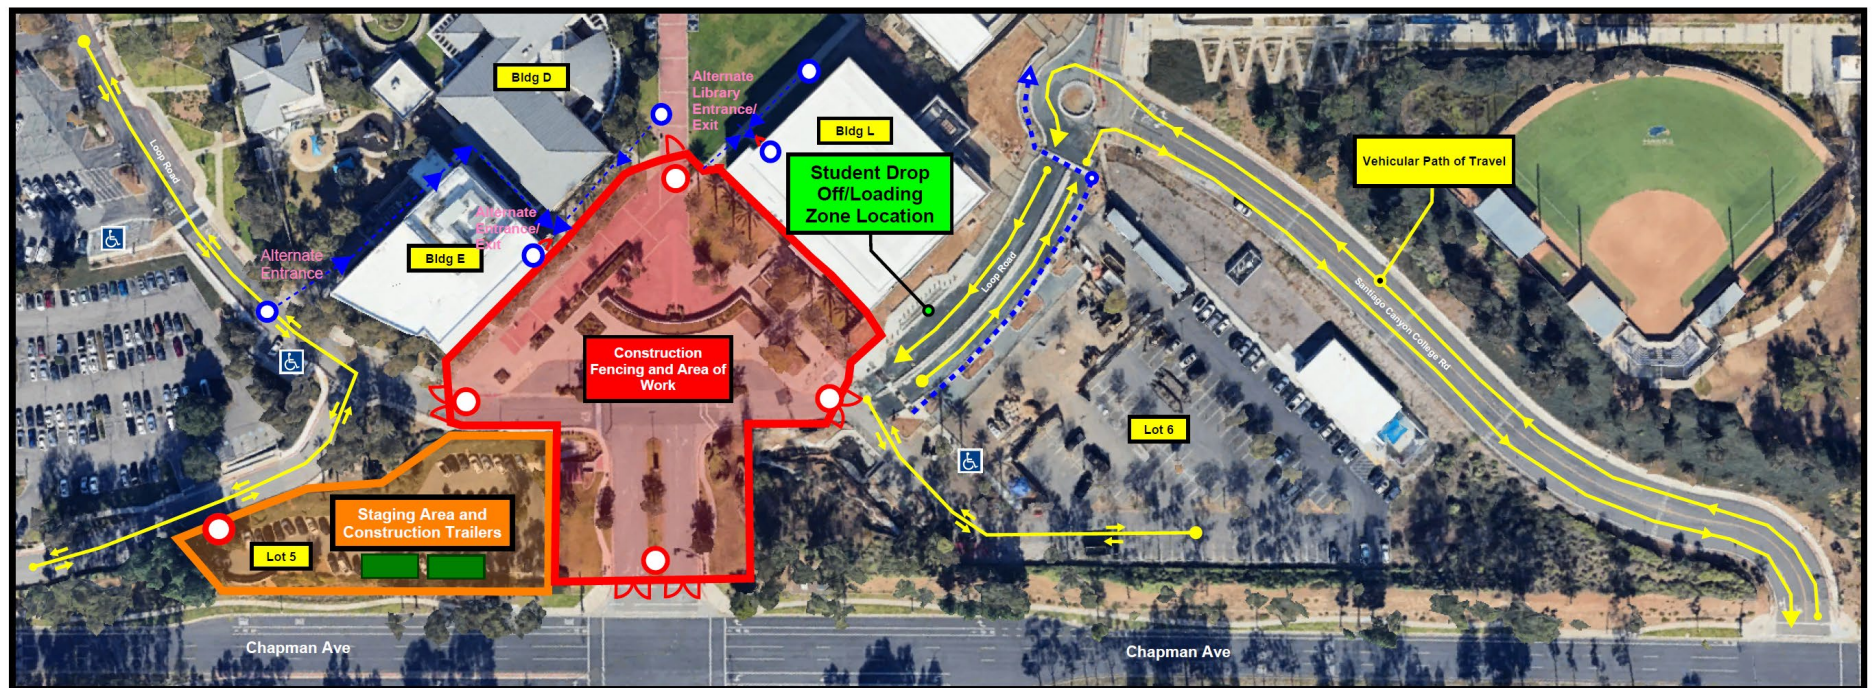 Bldg D
Alternate
Library
Entrance/
Exit
Bldg L
Loop Road
Vehicular Path of Travel
Student Drop
Off/Loading
Zone Location
Alternate
Entrance/
Exit
Alternate
Entrance
Bldg E
Loop Road
Santiago Canyon College Rd
Construction
Fencing and Area of
Work
Lot 6
Staging Area and
Construction Trailers
Lot 5
Chapman Ave
Chapman Ave